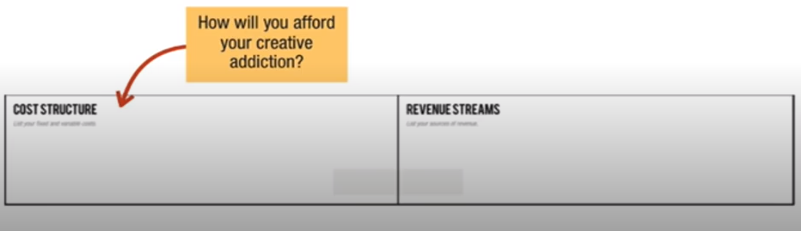 How will you afford
your creative
addiction?
COST STRUCTURE
List your fixed and variable costs.
REVENUE STREAMS
List your sources of revenue.